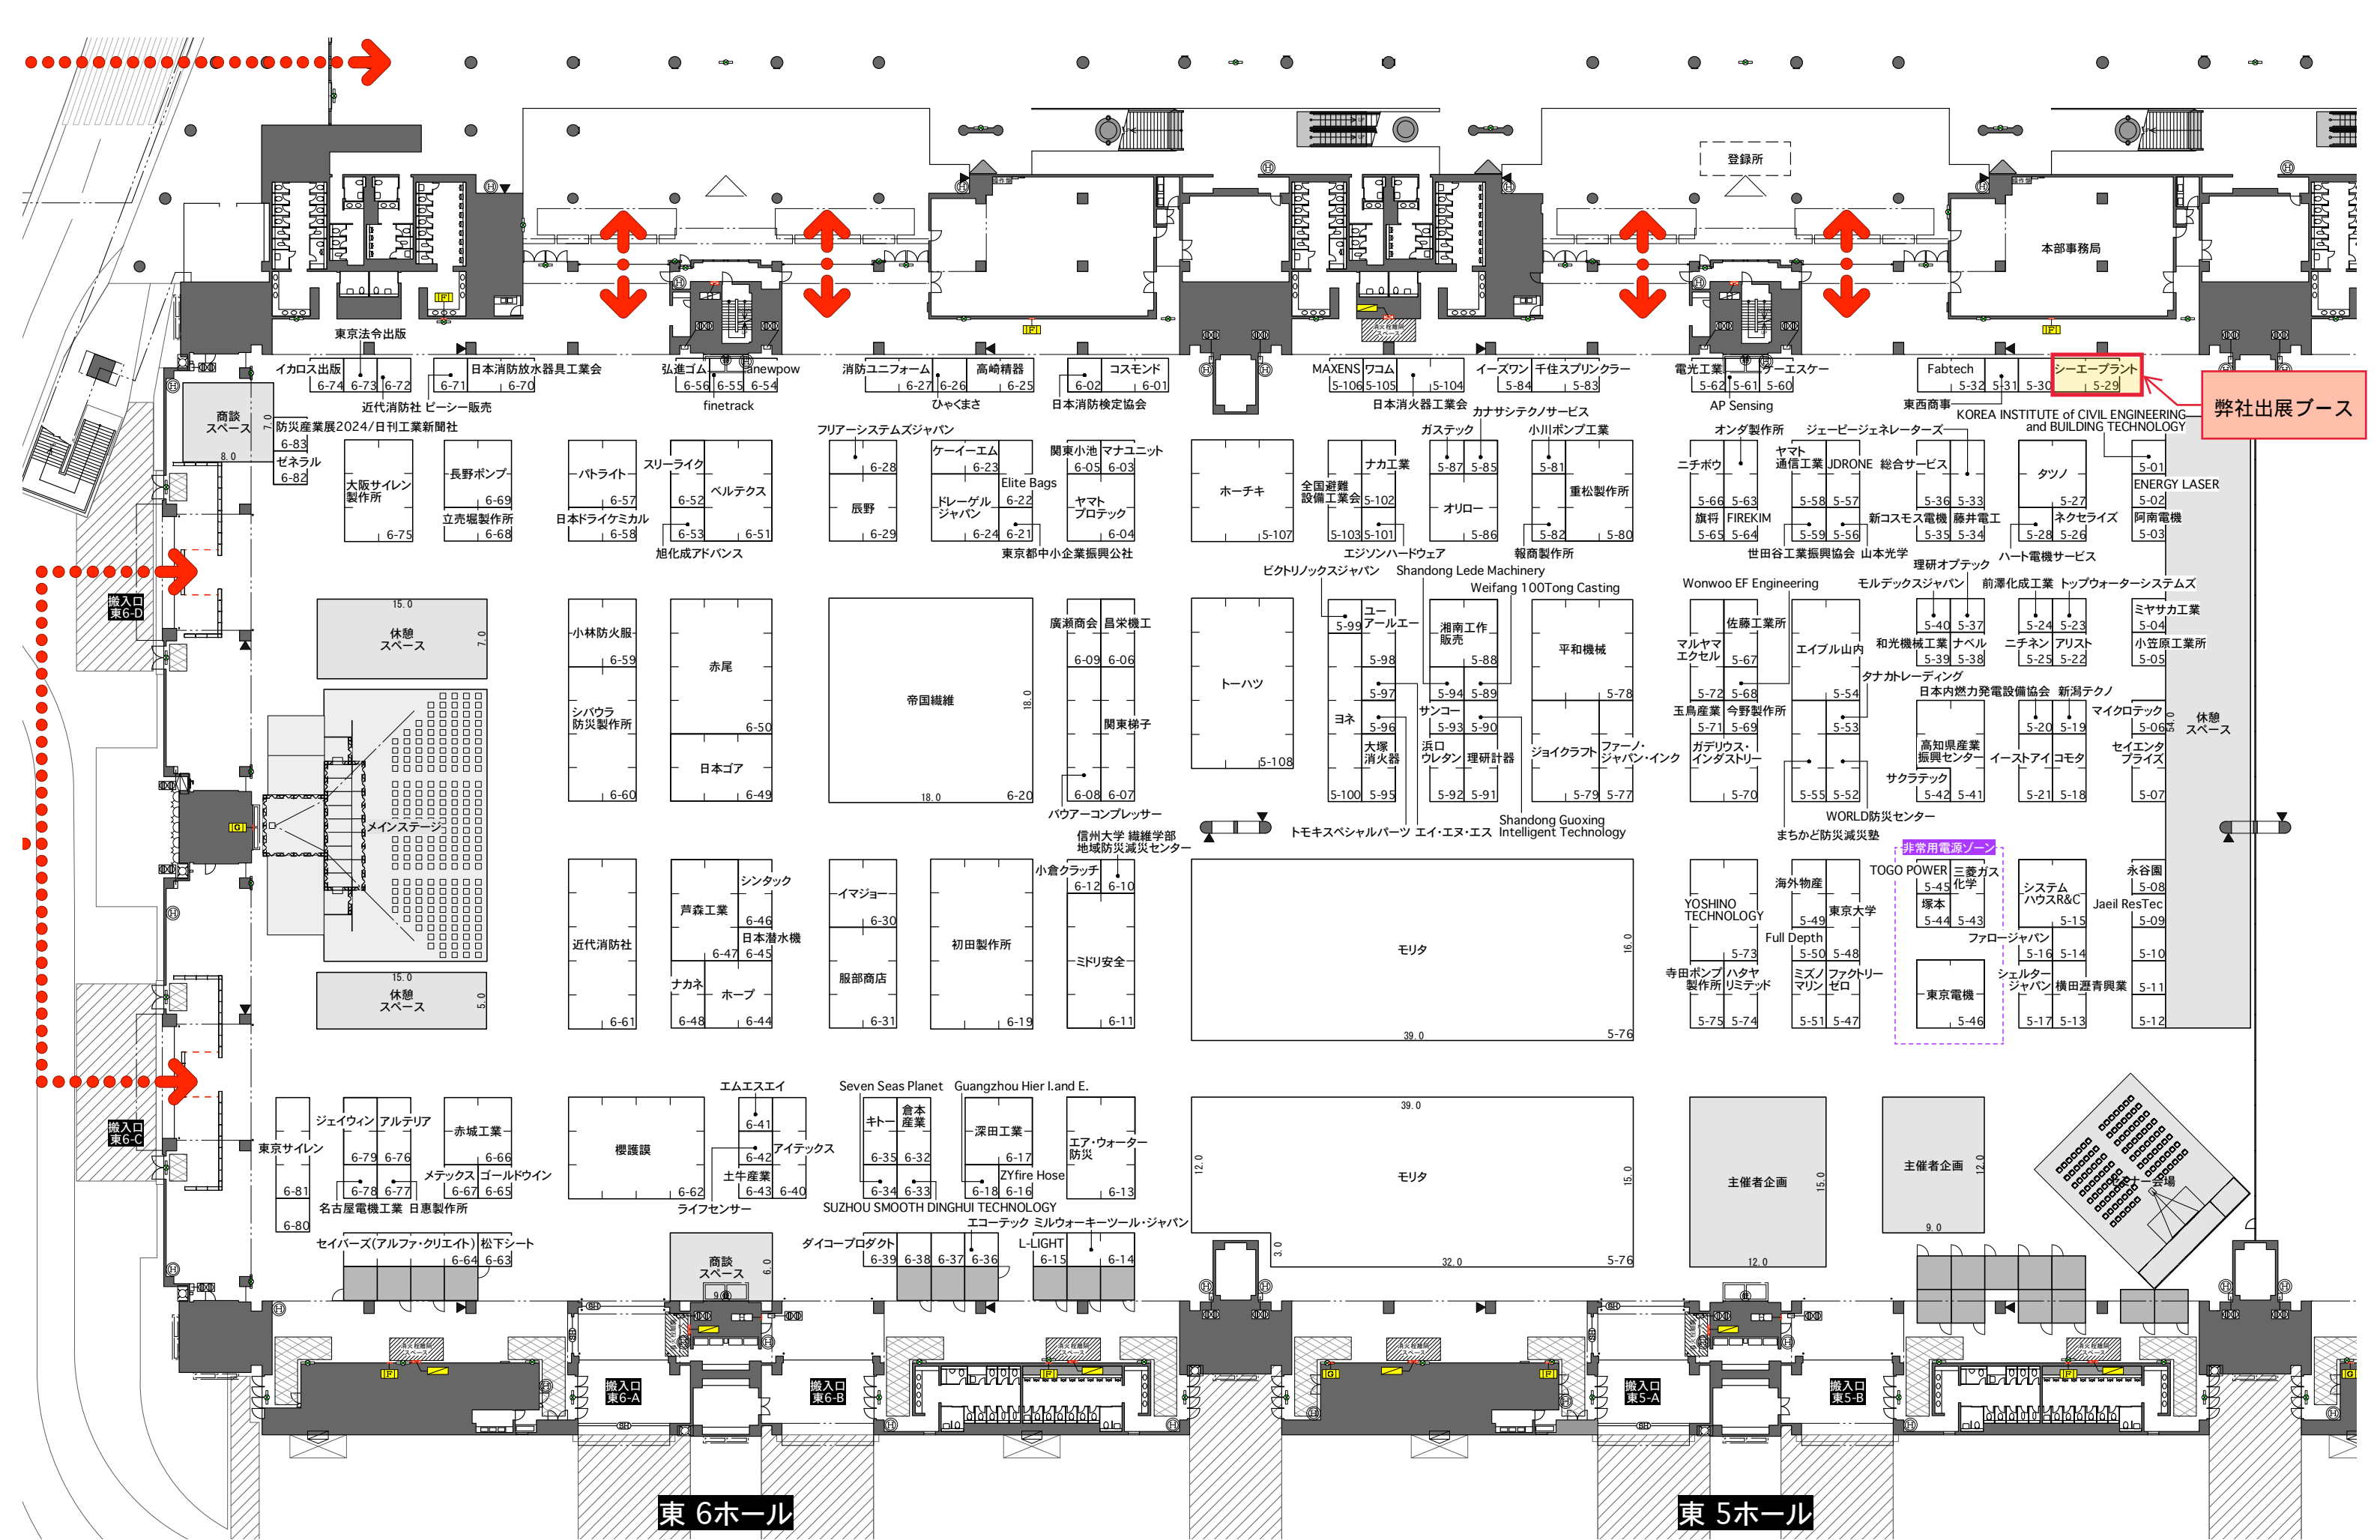 登録所
本部事務局
東京法令出版
イカロス出版
6-74
6-73
6-72
6-71
日本消防放水器具工業会
6-70
近代消防社 ピーシー販売
弘進ゴム
6-56
6-55
anewpow
6-54
finetrack
消防ユニフォーム
6-27
6-26
高崎精器
6-25
ひゃくまさ
6-02
コスモンド
6-01
日本消防検定協会
MAXENS
5-106
ワコム
5-105
5-104
日本消火器工業会
イーズワン
5-84
千住スプリンクラー
5-83
電光工業
5-62
5-61
ケーエスケー
5-60
AP Sensing
Fabtech
5-32
5-31
5-30
シーエープラント
5-29
東西商事
弊社出展ブース
商談
スペース
7.0
8.0
防災産業展2024/日刊工業新聞社
6-83
ゼネラル
6-82
大阪サイレン
製作所
6-75
長野ポンプ
6-69
立売堀製作所
6-68
パトライト
6-57
日本ドライケミカル
6-58
スリーライク
6-52
6-53
旭化成アドバンス
ベルテクス
6-51
フリアーシステムズジャパン
6-28
辰野
6-29
ケーイーエム
6-23
Elite Bags
6-22
ドレーゲル
ジャパン
6-24
6-21
東京都中小企業振興公社
関東小池
6-05
マナユニット
6-03
ヤマト
プロテック
6-04
ホーチキ
5-107
全国避難
設備工業会
5-103
ナカ工業
5-102
5-101
エジソンハードウェア
ガステック
カナサシテクノサービス
5-87
5-85
オリロー
5-86
小川ポンプ工業
5-81
重松製作所
5-82
5-80
報商製作所
ニチボウ
5-66
オンダ製作所
5-63
旗将
5-65
FIREKIM
5-64
ヤマト
通信工業
5-58
JDRONE
5-57
5-59
5-56
世田谷工業振興協会 山本光学
ジェーピージェネレーターズ
総合サービス
5-36
5-33
新コスモス電機
5-35
藤井電工
5-34
タツノ
5-27
5-28
ネクセライズ
5-26
ハート電機サービス
KOREA INSTITUTE of CIVIL ENGINEERING
and BUILDING TECHNOLOGY
5-01
ENERGY LASER
5-02
阿南電機
5-03
搬入口
東6-D
15.0
休憩
スペース
7.0
小林防火服
6-59
シバウラ
防災製作所
6-60
赤尾
6-50
日本ゴア
6-49
帝国繊維
18.0
18.0
6-20
廣瀬商会
6-09
昌栄機工
6-06
関東梯子
6-08
6-07
バウアーコンプレッサー
トーハツ
5-108
ビクトリノックスジャパン
5-99
ユー
アールエー
5-98
5-97
ヨネ
5-96
大塚
消火器
5-100
5-95
トモキスペシャルパーツ エイ・エヌ・エス
Shandong Lede Machinery
Weifang 100Tong Casting
湘南工作
販売
5-88
5-94
5-89
サンコー
5-93
5-90
浜口
ウレタン
5-92
理研計器
5-91
Shandong Guoxing
Intelligent Technology
平和機械
5-78
ジョイクラフト
5-79
ファーノ・
ジャパン・インク
5-77
Wonwoo EF Engineering
マルヤマ
エクセル
5-72
佐藤工業所
5-67
5-68
玉鳥産業
5-71
今野製作所
5-69
ガデリウス・
インダストリー
5-70
エイブル山内
5-54
タナカトレーディング
5-53
5-55
5-52
WORLD防災センター
まちかど防災減災塾
理研オプテック
モルデックスジャパン
5-40
5-37
和光機械工業
5-39
ナベル
5-38
日本内燃力発電設備協会
高知県産業
振興センター
サクラテック
5-42
5-41
前澤化成工業
トップウォーターシステムズ
5-24
5-23
ニチネン
5-25
アリスト
5-22
新潟テクノ
5-20
5-19
イーストアイ
5-21
コモタ
5-18
ミヤサカ工業
5-04
小笠原工業所
5-05
マイクロテック
5-06
セイエンタ
プライズ
5-07
54.0
休憩
スペース
メインステージ
15.0
休憩
スペース
5.0
近代消防社
6-61
芦森工業
6-47
シンタック
6-46
日本潜水機
6-45
ナカネ
6-48
ホープ
6-44
イマジョー
6-30
服部商店
6-31
初田製作所
6-19
信州大学 繊維学部
地域防災減災センター
小倉クラッチ
6-12
6-10
ミドリ安全
6-11
モリタ
16.0
39.0
5-76
YOSHINO
TECHNOLOGY
5-73
寺田ポンプ
製作所
5-75
ハタヤ
リミテッド
5-74
海外物産
5-49
東京大学
5-48
Full Depth
5-50
ミズノ
マリン
5-51
ファクトリー
ゼロ
5-47
非常用電源ゾーン
TOGO POWER
5-45
三菱ガス
化学
塚本
5-44
5-43
東京電機
5-46
システム
ハウスR&C
5-15
ファロージャパン
5-16
5-14
シェルター
ジャパン
5-17
横田瀝青興業
5-13
永谷園
5-08
Jaeil ResTec
5-09
5-10
5-11
5-12
搬入口
東6-C
東京サイレン
6-81
6-80
ジェイウィン
6-79
アルテリア
6-76
6-78
6-77
名古屋電機工業 日恵製作所
赤城工業
6-66
メテックス
6-67
ゴールドウイン
6-65
セイバーズ(アルファ・クリエイト)
6-64
松下シート
6-63
櫻護謨
6-62
エムエスエイ
6-41
6-42
アイテックス
土牛産業
6-43
6-40
ライフセンサー
商談
スペース
6.0
Seven Seas Planet
キトー
6-35
倉本
産業
6-32
6-34
6-33
SUZHOU SMOOTH DINGHUI TECHNOLOGY
Guangzhou Hier I.and E.
深田工業
6-17
6-18
ZYfire Hose
6-16
エア・ウォーター
防災
6-13
ダイコープロダクト
6-39
6-38
6-37
エコーテック
6-36
L-LIGHT
6-15
ミルウォーキーツール・ジャパン
6-14
39.0
12.0
モリタ
15.0
3.0
32.0
5-76
主催者企画
15.0
12.0
主催者企画
12.0
9.0
セミナー会場
搬入口
東6-A
搬入口
東6-B
搬入口
東5-A
搬入口
東5-B
東 6ホール
東 5ホール